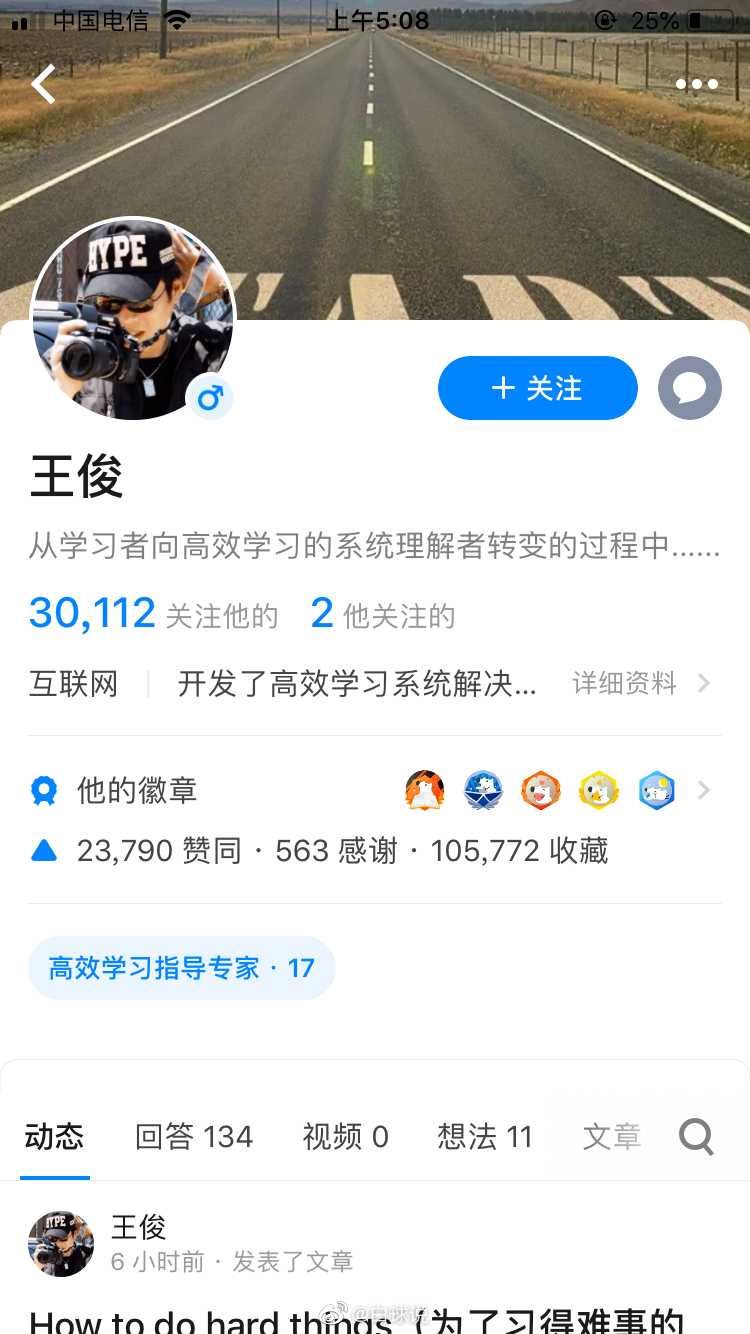 中国电信 上午5:08 25%
HYPE
+ 关注
王俊
从学习者向高效学习的系统理解者转变的过程中......
30,112 关注他的 2 他关注的
互联网 开发了高效学习系统解决... 详细资料
他的徽章
23,790 赞同 · 563 感谢 · 105,772 收藏
高效学习指导专家 · 17
动态 回答 134 视频 0 想法 11 文章
HYPE
王俊
6 小时前 · 发表了文章
How to do hard things（为了习得难事的